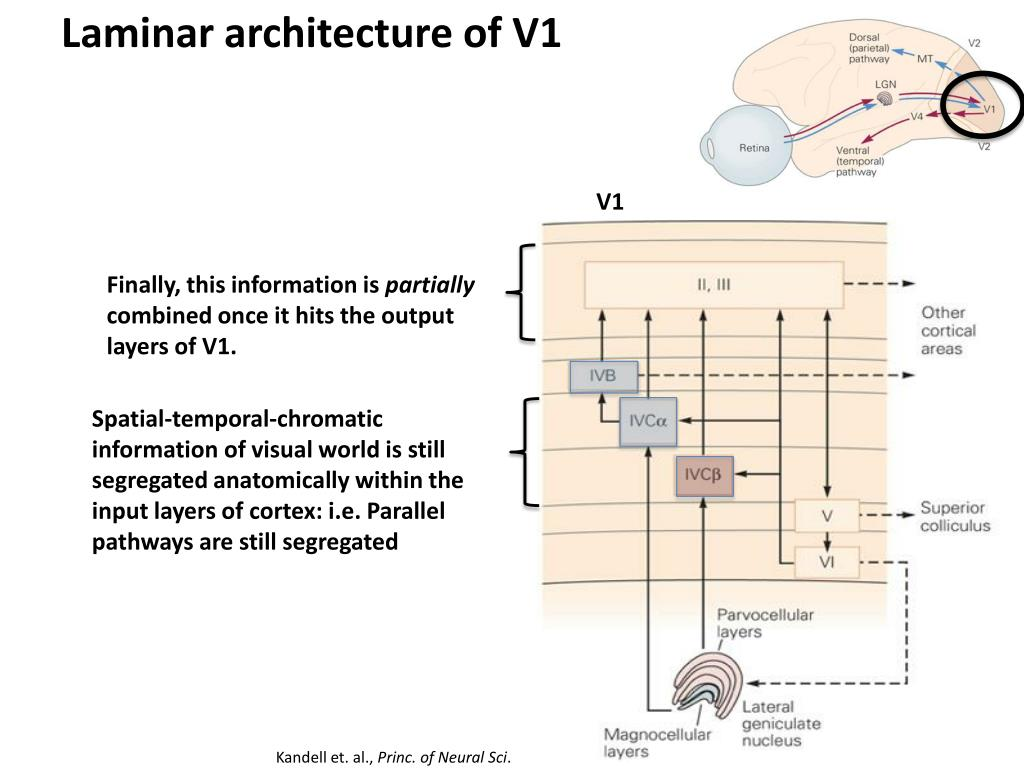 Laminar architecture of V1
Dorsal
(parietal)
pathway
V2
MT
LGN
V1
V4
Retina
Ventral
(temporal)
pathway
V2
V1
Finally, this information is partially
combined once it hits the output
layers of V1.
II, III
Other
cortical
areas
IVB
Spatial-temporal-chromatic
information of visual world is still
segregated anatomically within the
input layers of cortex: i.e. Parallel
pathways are still segregated
IVCα
IVCβ
V
Superior
colliculus
VI
Parvocellular
layers
Lateral
geniculate
nucleus
Magnocellular
layers
Kandell et. al., Princ. of Neural Sci.